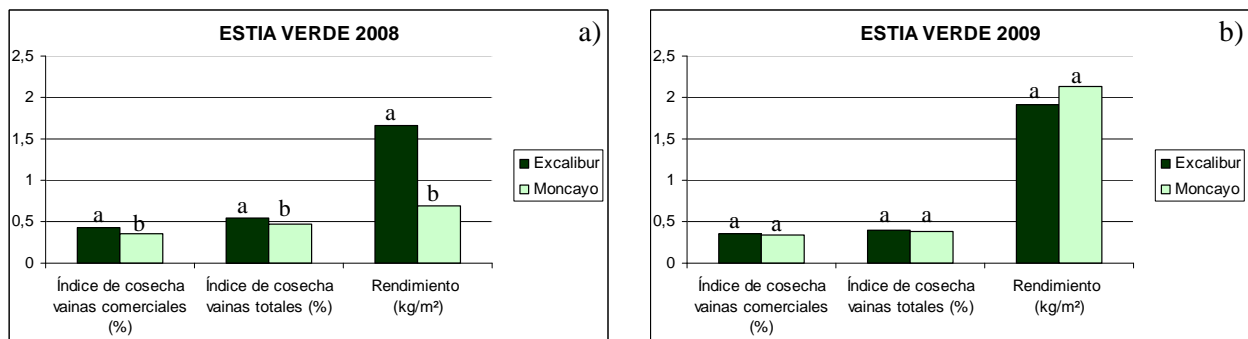 ESTIA VERDE 2008
a)
2,5
2
1,5
1
0,5
0
a
b
a
b
a
b
Índice de cosecha
vainas comerciales
(%)
Índice de cosecha
vainas totales (%)
Rendimiento
(kg/m²)
Excalibur
Moncayo
ESTIA VERDE 2009
b)
2,5
2
1,5
1
0,5
0
a
a
a
a
a
a
Índice de cosecha
vainas comerciales
(%)
Índice de cosecha
vainas totales (%)
Rendimiento
(kg/m²)
Excalibur
Moncayo